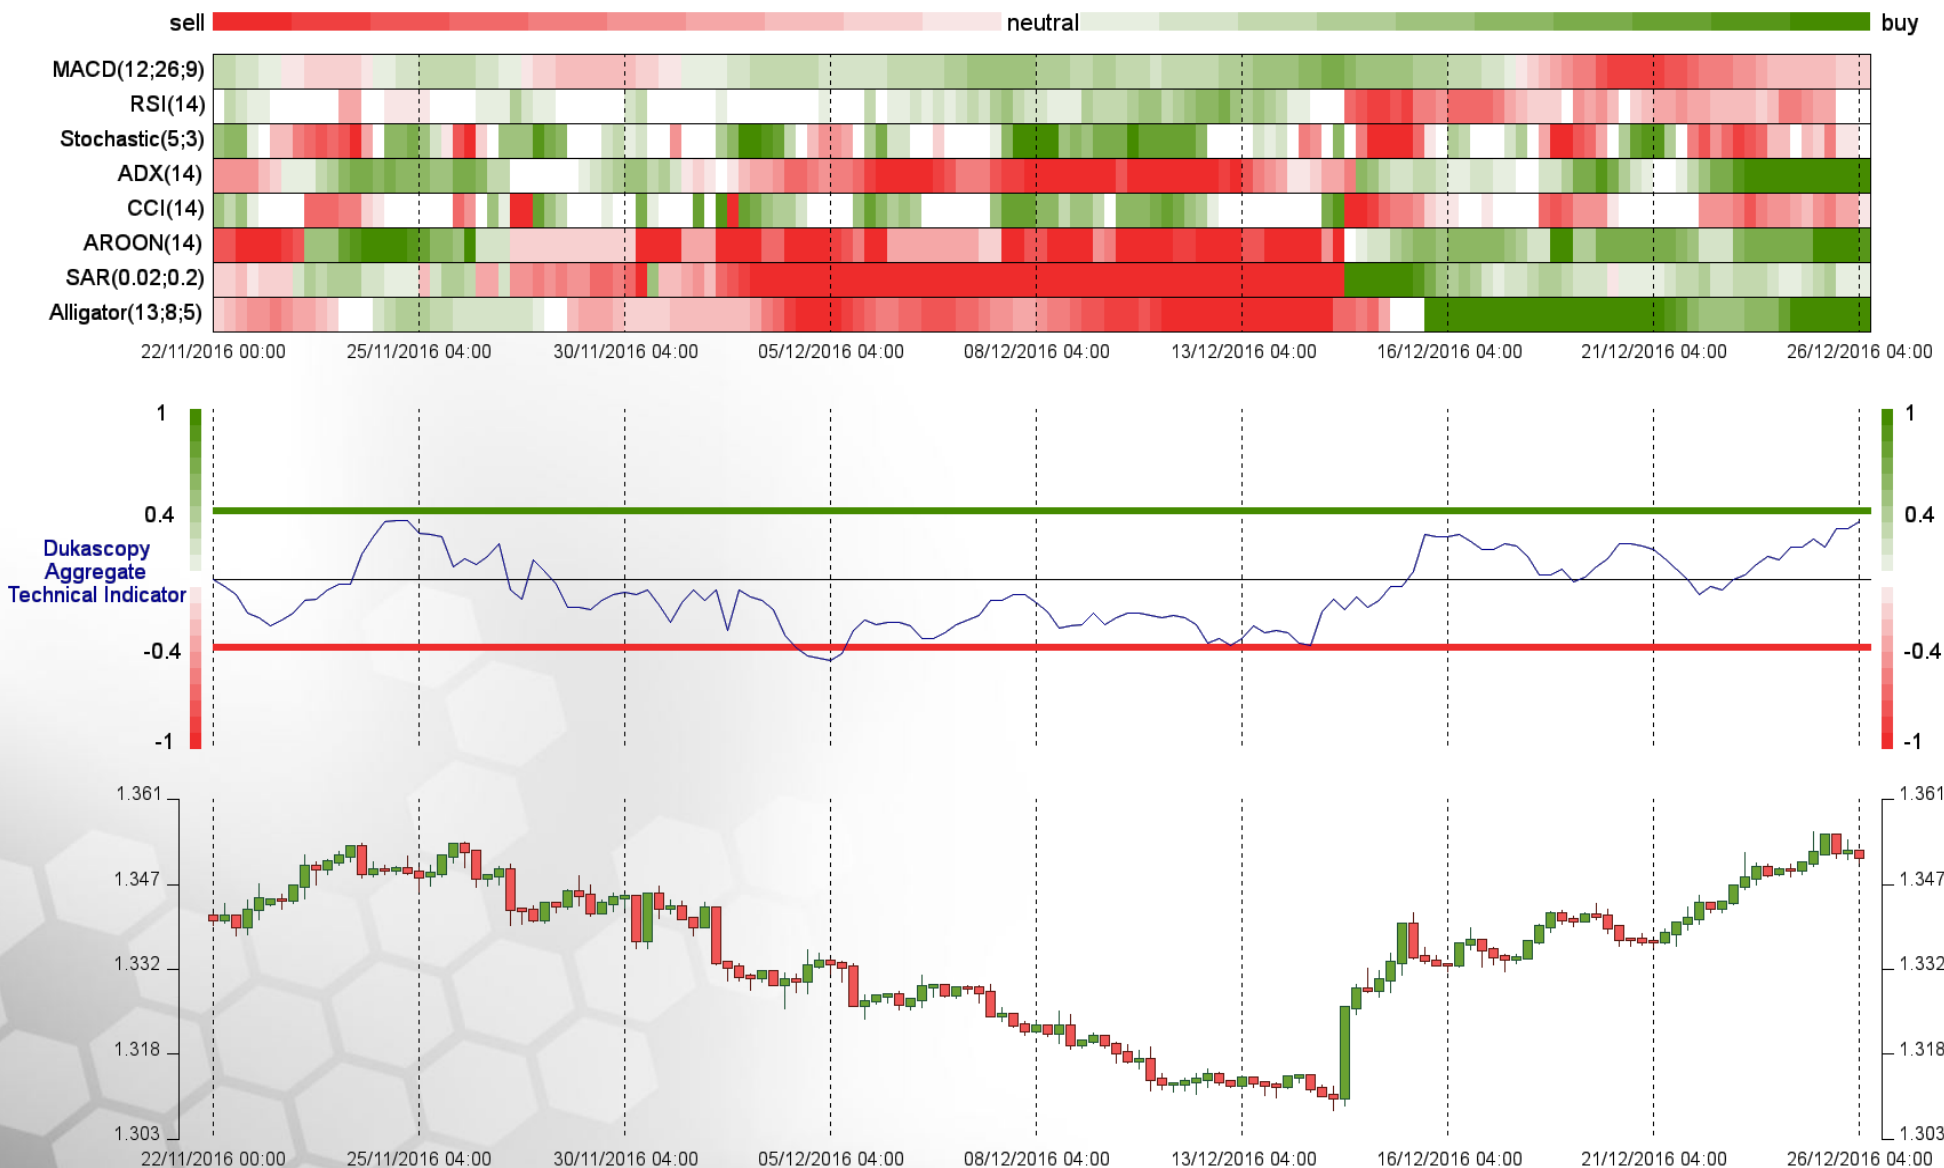 sell neutral buy
MACD(12;26;9)
RSI(14)
Stochastic(5;3)
ADX(14)
CCI(14)
AROON(14)
SAR(0.02;0.2)
Alligator(13;8;5)
22/11/2016 00:00 25/11/2016 04:00 30/11/2016 04:00 05/12/2016 04:00 08/12/2016 04:00 13/12/2016 04:00 16/12/2016 04:00 21/12/2016 04:00 26/12/2016 04:00
1 1
0.4 0.4
Dukascopy
Aggregate
Technical Indicator
-0.4 -0.4
-1 -1
1.361 1.361
1.347 1.347
1.332 1.332
1.318 1.318
1.303 1.303
22/11/2016 00:00 25/11/2016 04:00 30/11/2016 04:00 05/12/2016 04:00 08/12/2016 04:00 13/12/2016 04:00 16/12/2016 04:00 21/12/2016 04:00 26/12/2016 04:00